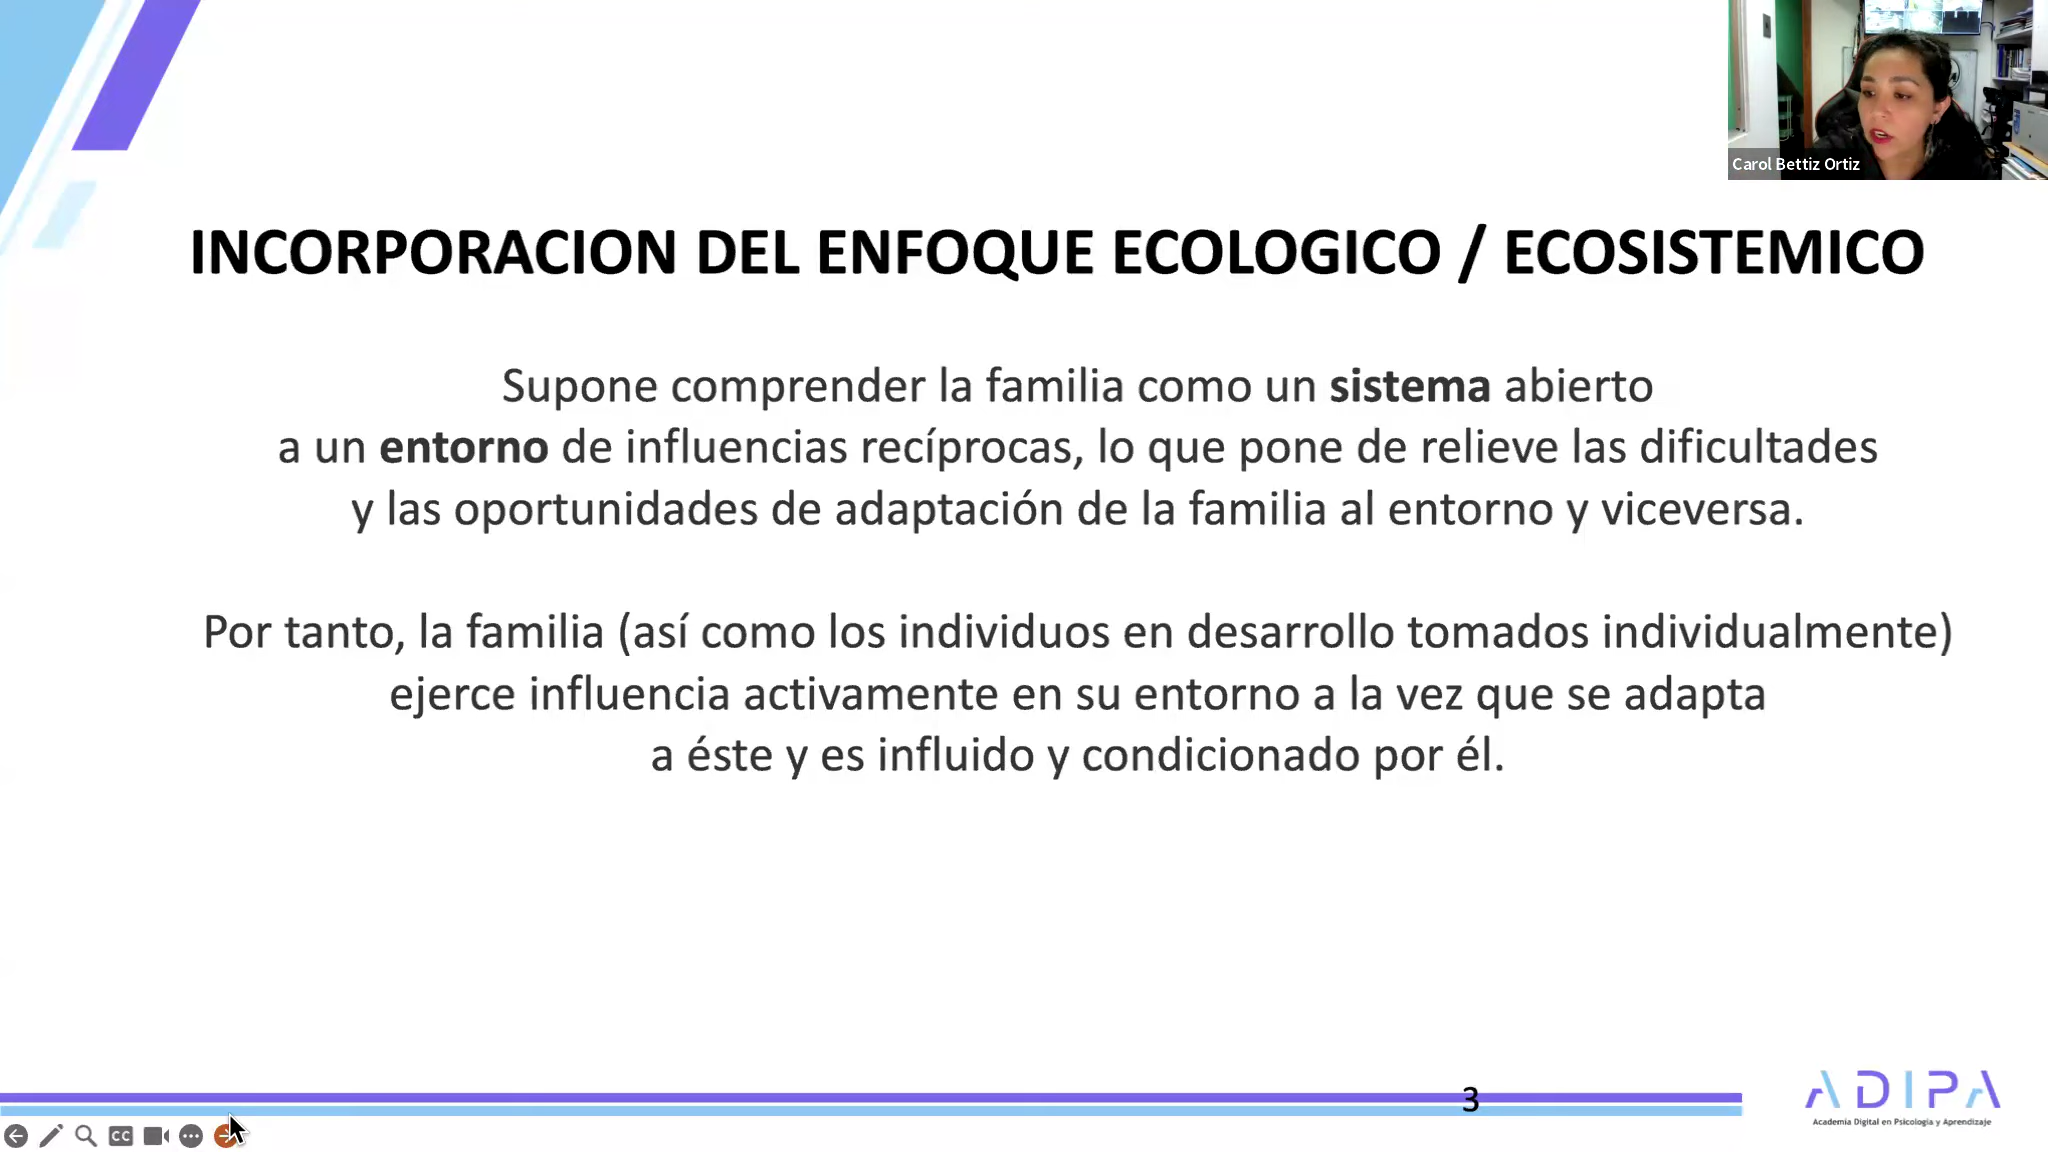 Carol Bettiz Ortiz
INCORPORACION DEL ENFOQUE ECOLOGICO / ECOSISTEMICO
Supone comprender la familia como un sistema abierto
a un entorno de influencias recíprocas, lo que pone de relieve las dificultades
y las oportunidades de adaptación de la familia al entorno y viceversa.
Por tanto, la familia (así como los individuos en desarrollo tomados individualmente)
ejerce influencia activamente en su entorno a la vez que se adapta
a éste y es influido y condicionado por él.
3
ADIPA
Academia Digital en Psicología y Aprendizaje
CC